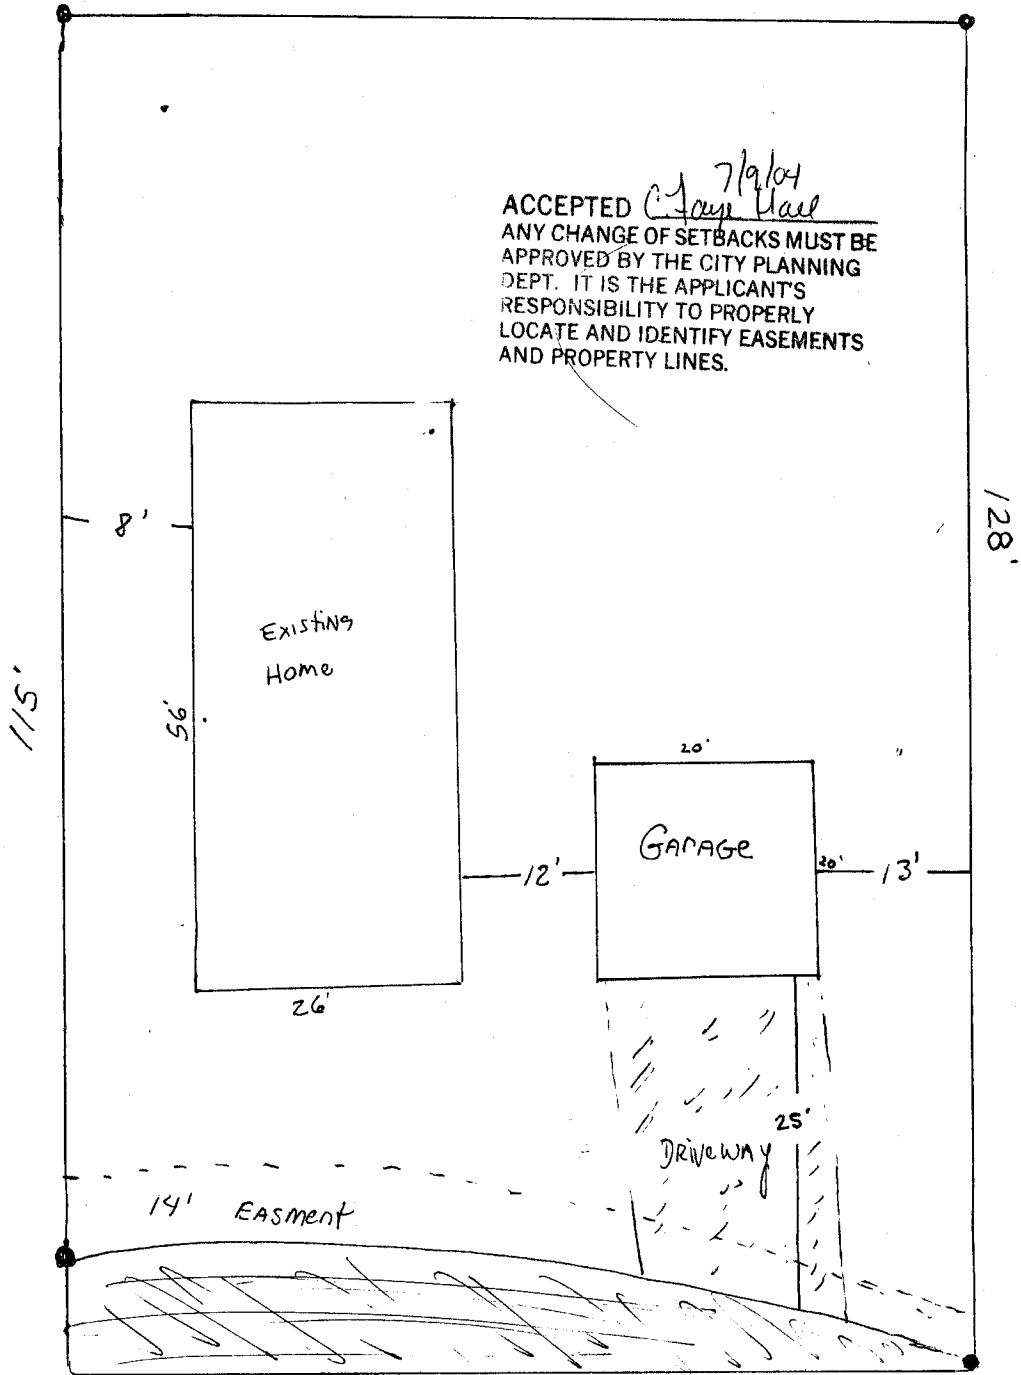 7/9/04
ACCEPTED C. Faye Hall
ANY CHANGE OF SETBACKS MUST BE
APPROVED BY THE CITY PLANNING
DEPT. IT IS THE APPLICANT'S
RESPONSIBILITY TO PROPERLY
LOCATE AND IDENTIFY EASEMENTS
AND PROPERTY LINES.
128'
8'
Existing
Home
115'
56'
20'
GARAGE
20'
12'
13'
26'
25'
DRIVEWAY
14' EASment